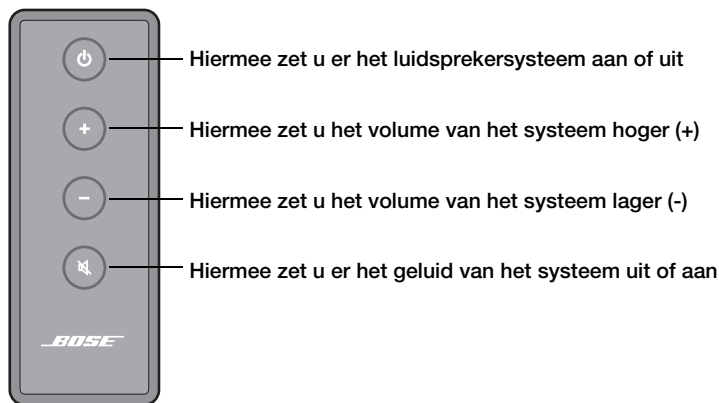 Hiermee zet u er het luidsprekersysteem aan of uit
Hiermee zet u het volume van het systeem hoger (+)
Hiermee zet u het volume van het systeem lager (-)
Hiermee zet u er het geluid van het systeem uit of aan
BOSE